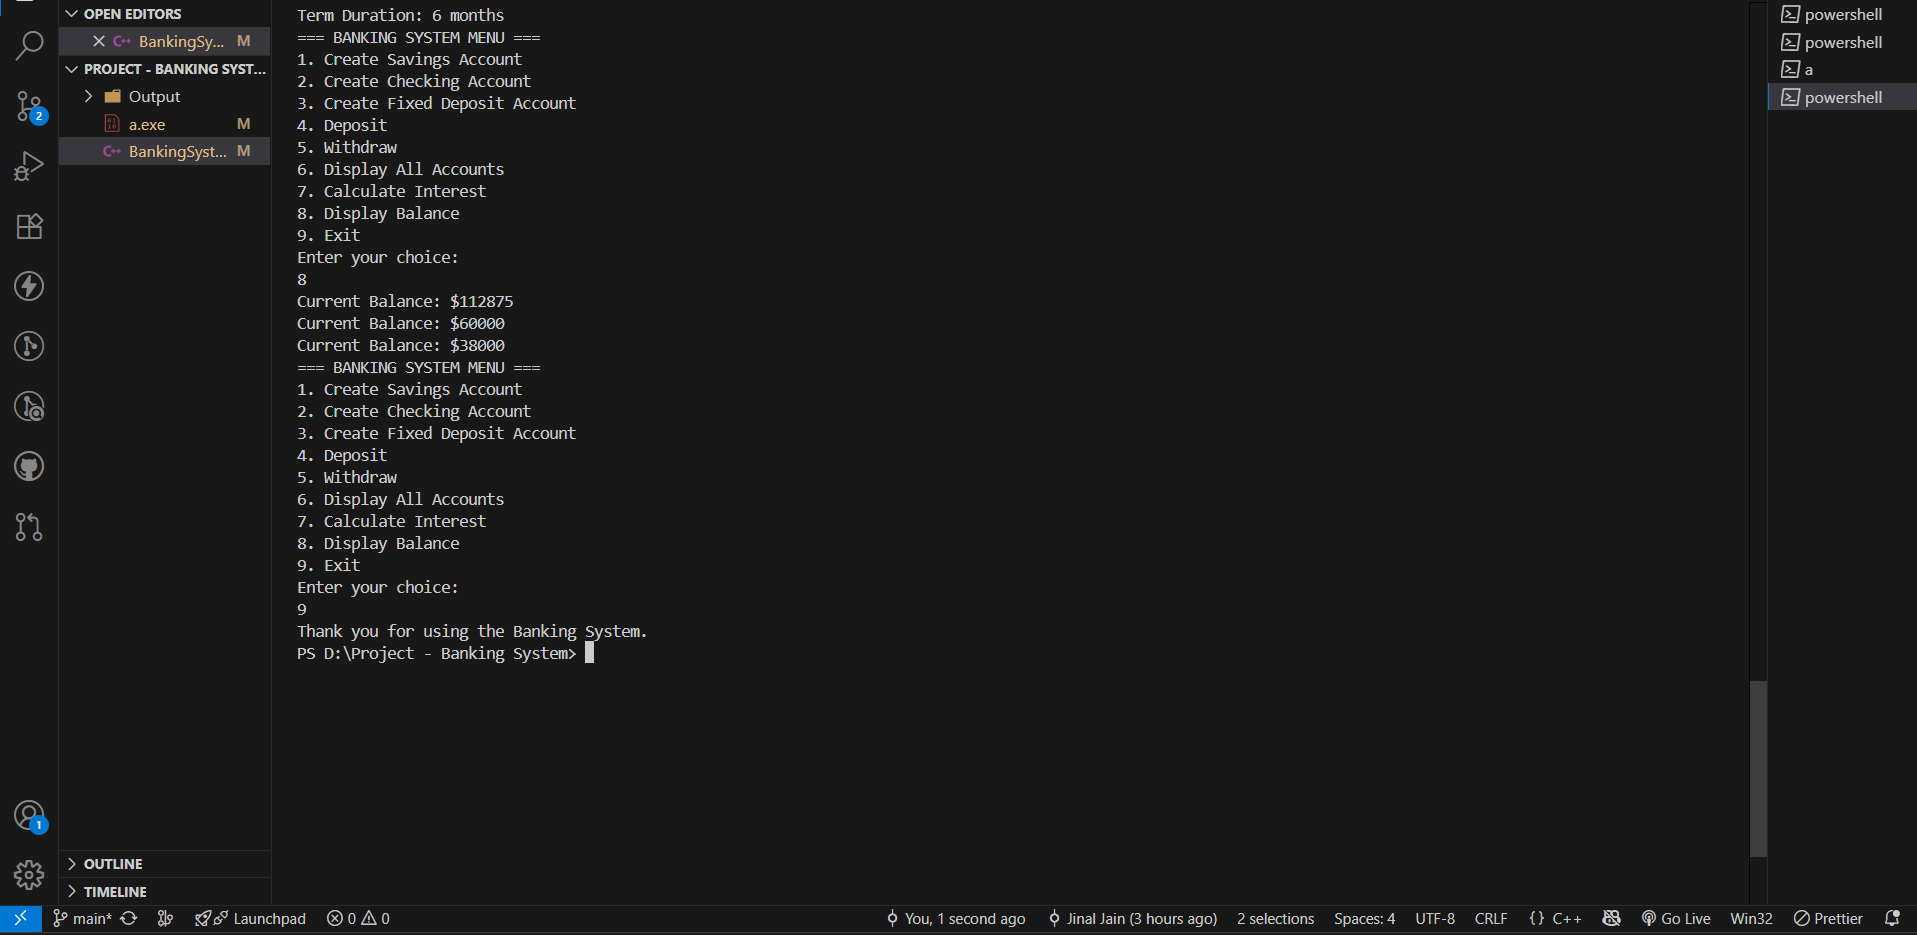 OPEN EDITORS
BankingSy... M
PROJECT - BANKING SYST...
Output
a.exe M
BankingSyst... M
OUTLINE
TIMELINE
2
1
Term Duration: 6 months
=== BANKING SYSTEM MENU ===
1. Create Savings Account
2. Create Checking Account
3. Create Fixed Deposit Account
4. Deposit
5. Withdraw
6. Display All Accounts
7. Calculate Interest
8. Display Balance
9. Exit
Enter your choice:
8
Current Balance: $112875
Current Balance: $60000
Current Balance: $38000
=== BANKING SYSTEM MENU ===
1. Create Savings Account
2. Create Checking Account
3. Create Fixed Deposit Account
4. Deposit
5. Withdraw
6. Display All Accounts
7. Calculate Interest
8. Display Balance
9. Exit
Enter your choice:
9
Thank you for using the Banking System.
PS D:\Project - Banking System>
powershell
powershell
a
powershell
main* Launchpad 0 0 You, 1 second ago Jinal Jain (3 hours ago) 2 selections Spaces: 4 UTF-8 CRLF {} C++ Go Live Win32 Prettier